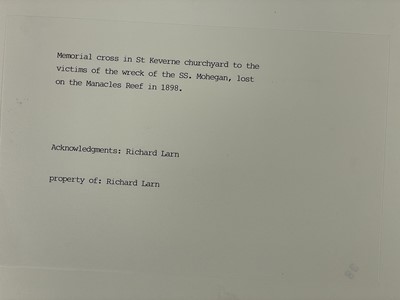 Memorial cross in St Keverne churchyard to the
victims of the wreck of the SS. Mohegan, lost
on the Manacles Reef in 1898.
Acknowledgments: Richard Larn
property of: Richard Larn